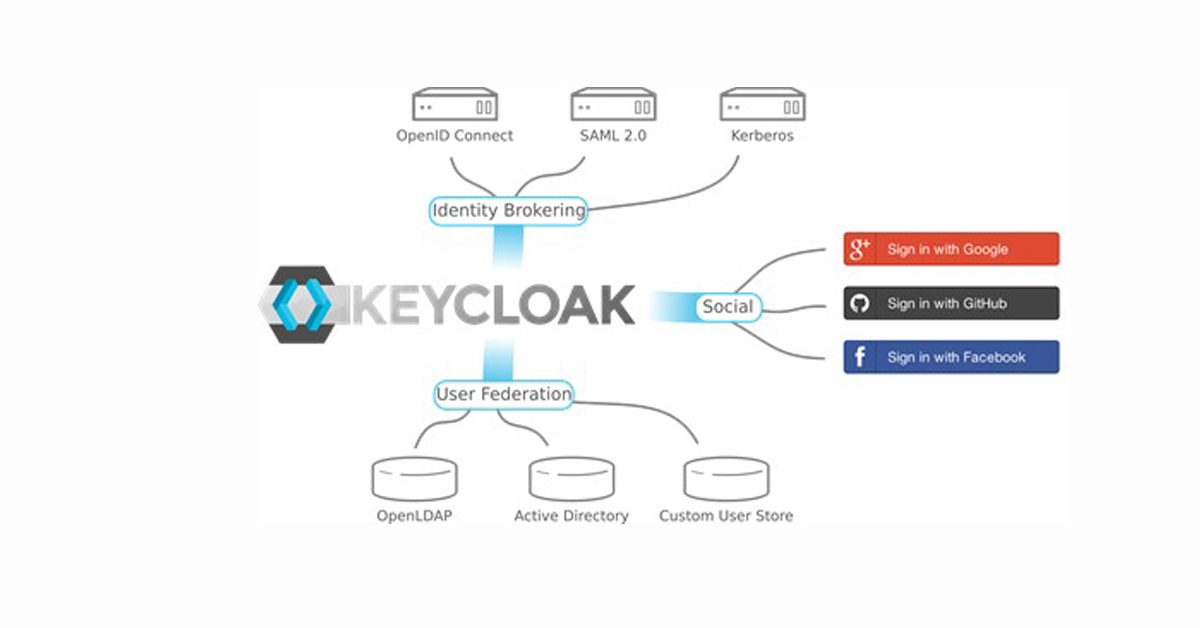 OpenID Connect
SAML 2.0
Kerberos
Identity Brokering
g+ Sign in with Google
KEYCLOAK
Social
Sign in with GitHub
f Sign in with Facebook
User Federation
OpenLDAP
Active Directory
Custom User Store